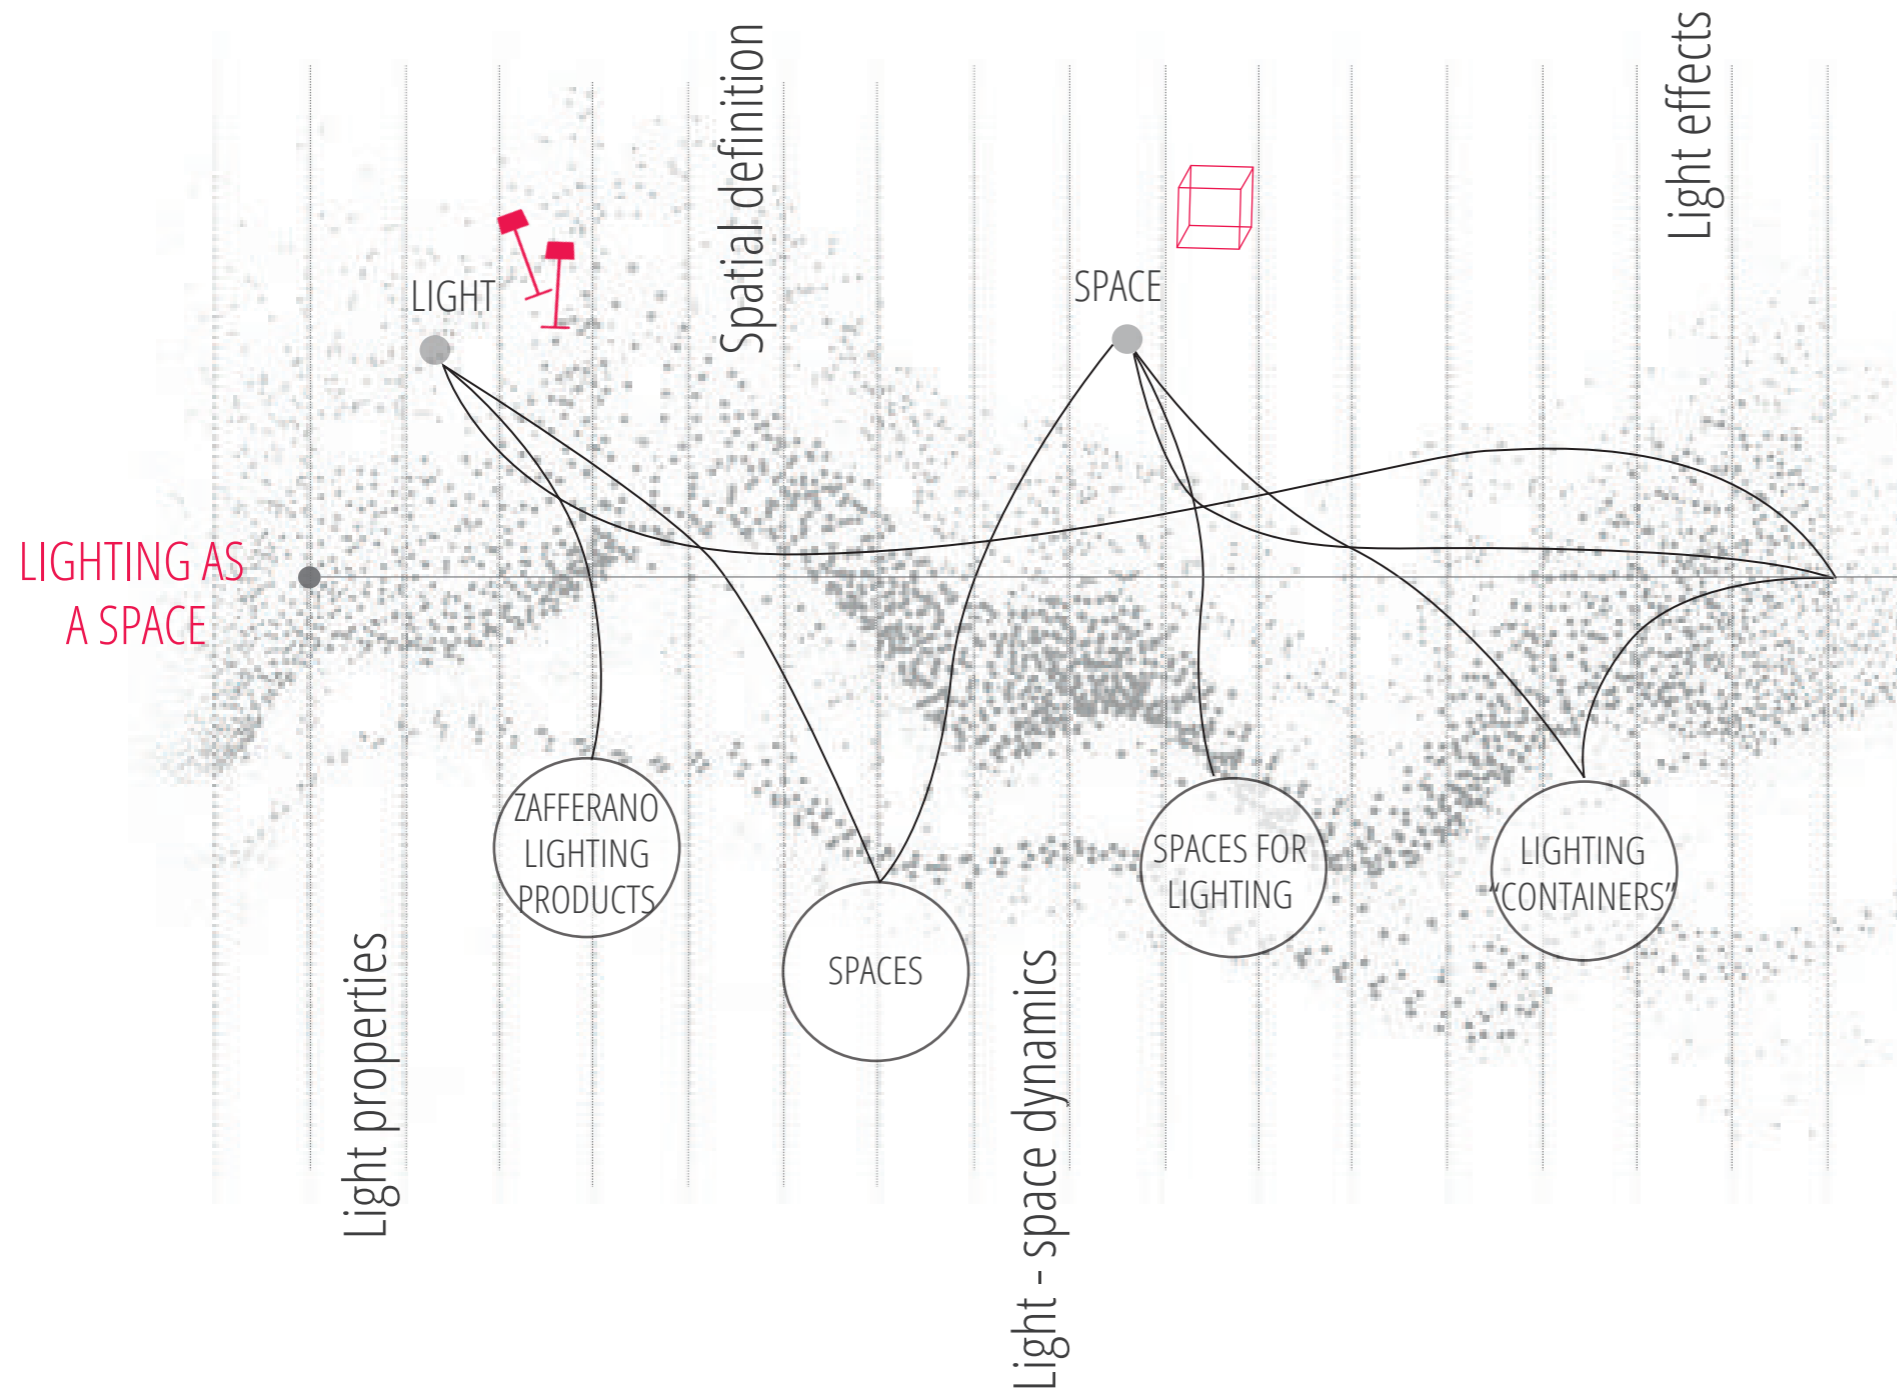 Spatial definition
Light effects
LIGHT
SPACE
LIGHTING AS
A SPACE
ZAFFERANO
LIGHTING
PRODUCTS
SPACES
SPACES FOR
LIGHTING
LIGHTING
“CONTAINERS”
Light properties
Light - space dynamics